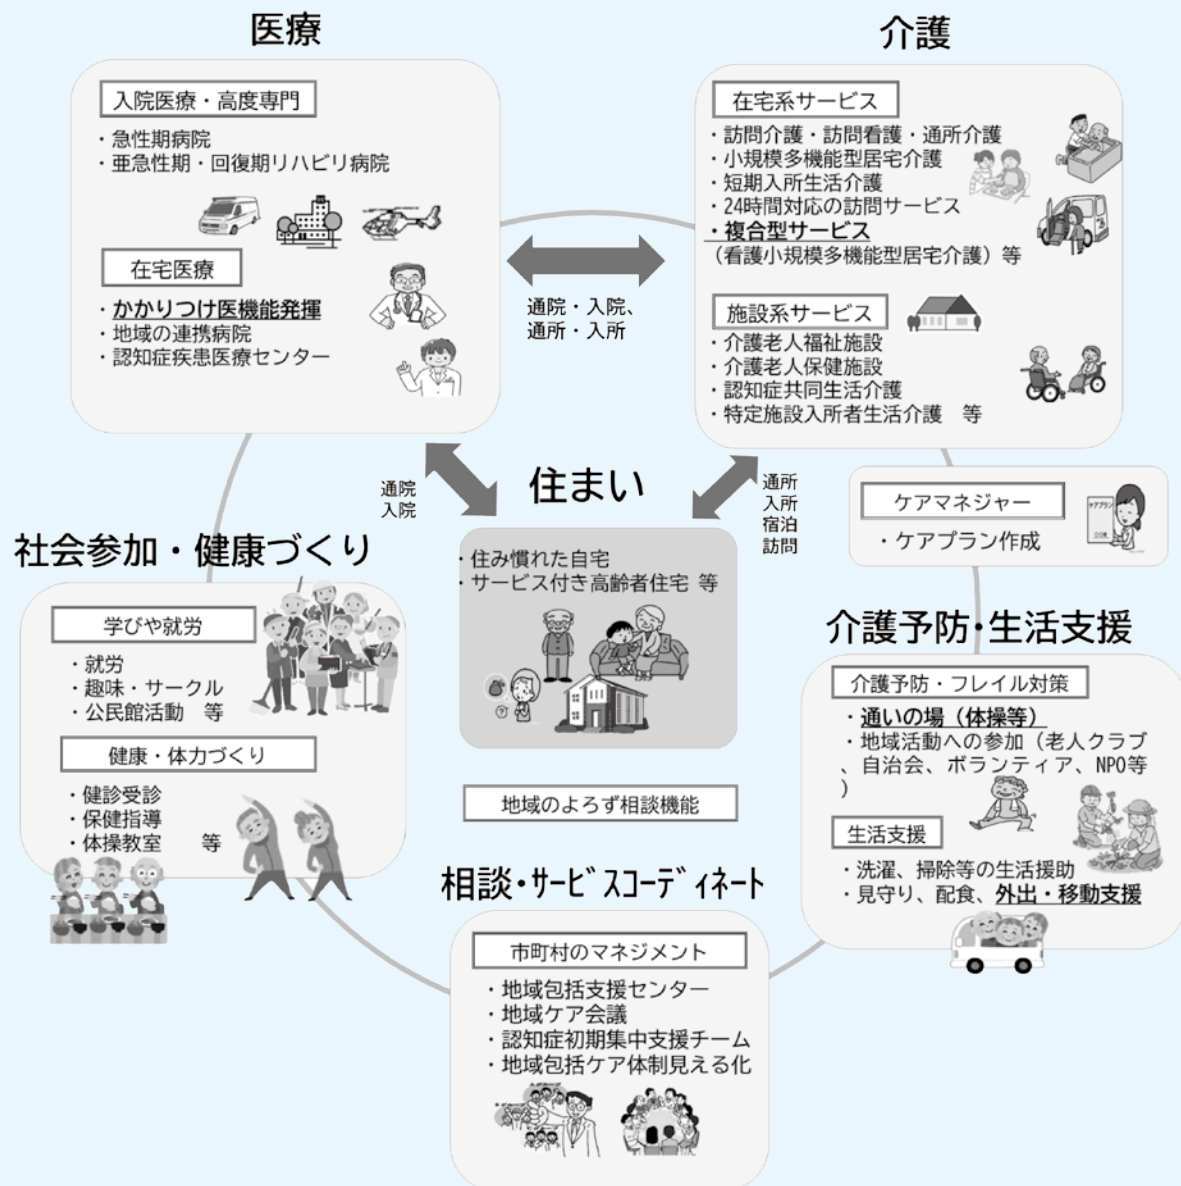 医療
入院医療・高度専門
・急性期病院
・亜急性期・回復期リハビリ病院
在宅医療
・かかりつけ医機能発揮
・地域の連携病院
・認知症疾患医療センター
介護
在宅系サービス
・訪問介護・訪問看護・通所介護
・小規模多機能型居宅介護
・短期入所生活介護
・24時間対応の訪問サービス
・複合型サービス
（看護小規模多機能型居宅介護）等
施設系サービス
・介護老人福祉施設
・介護老人保健施設
・認知症共同生活介護
・特定施設入所者生活介護　等
通院・入院、
通所・入所
通院
入院
通所
入所
宿泊
訪問
住まい
・住み慣れた自宅
・サービス付き高齢者住宅 等
ケアマネジャー
・ケアプラン作成
ケアプラン
社会参加・健康づくり
学びや就労
・就労
・趣味・サークル
・公民館活動　等
健康・体力づくり
・健診受診
・保健指導
・体操教室　　等
介護予防･生活支援
介護予防・フレイル対策
・通いの場（体操等）
・地域活動への参加（老人クラブ
、自治会、ボランティア、NPO等
）
生活支援
・洗濯、掃除等の生活援助
・見守り、配食、外出・移動支援
地域のよろず相談機能
相談･ｻｰﾋﾞｽｺｰﾃﾞｨﾈｰﾄ
市町村のマネジメント
・地域包括支援センター
・地域ケア会議
・認知症初期集中支援チーム
・地域包括ケア体制見える化